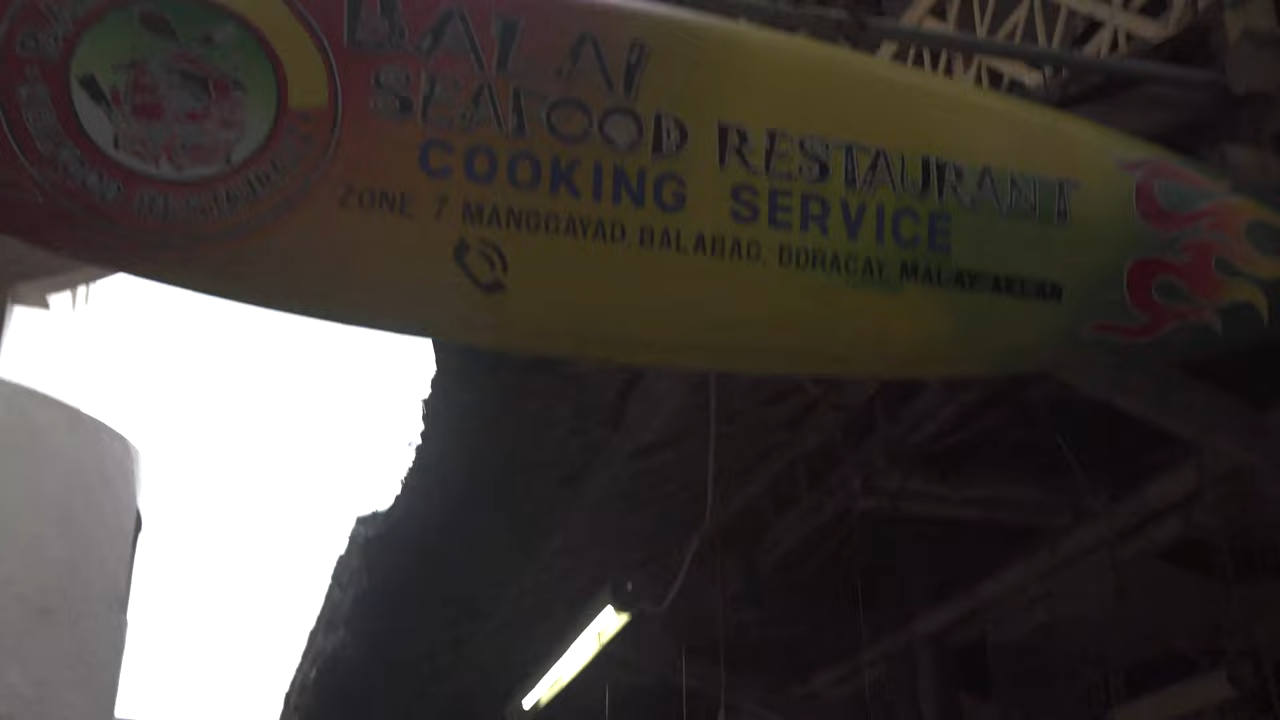 BALAI
SEAFOOD RESTAURANT
COOKING SERVICE
ZONE 7 MANGGAYAD, BALABAG, BORACAY, MALAY AKLAN